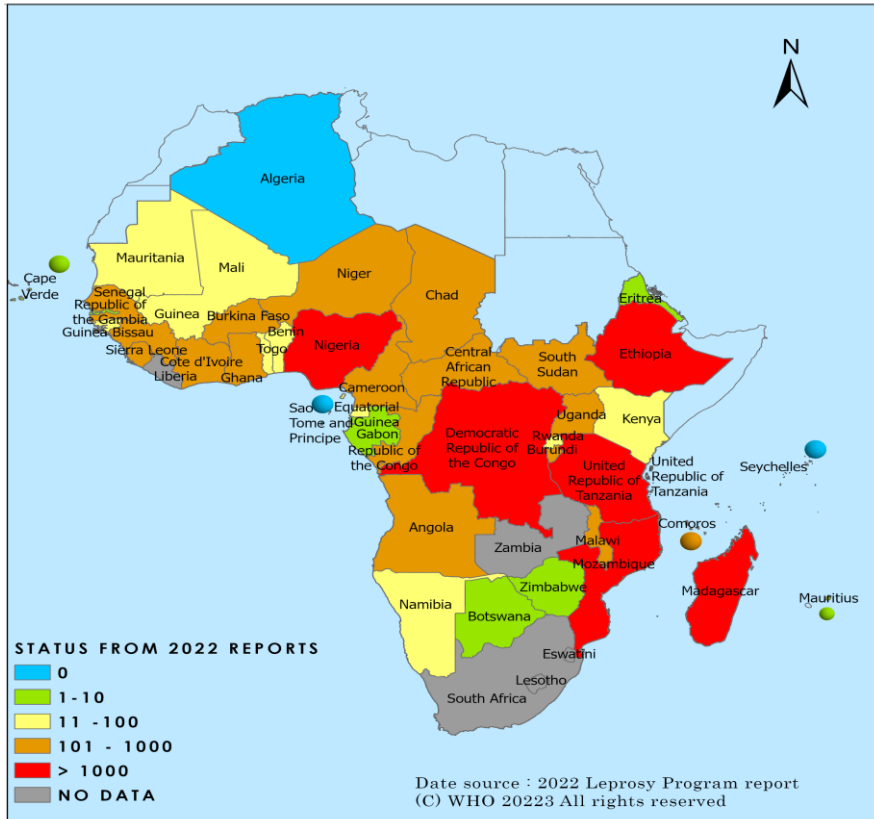 N
Algeria
Mauritania
Mali
Niger
Chad
Cape
Verde
Senegal
Republic of
the Gambia
Guinea Bissau
Guinea
Burkina Faso
Benin
Togo
Nigeria
Eritrea
Ethiopia
Sierra Leone
Cote d'Ivoire
Liberia
Ghana
Cameroon
Central
African
Republic
South
Sudan
Sao
Tome and
Principe
Equatorial
Guinea
Gabon
Republic of
the Congo
Democratic
Republic of
the Congo
Uganda
Kenya
Rwanda
Burundi
United
Republic of
Tanzania
United
Republic of
Tanzania
Seychelles
Comoros
Angola
Zambia
Malawi
Mozambique
Zimbabwe
Madagascar
Mauritius
Namibia
Botswana
Eswatini
Lesotho
South Africa
STATUS FROM 2022 REPORTS
0
1-10
11 -100
101 - 1000
> 1000
NO DATA
Date source : 2022 Leprosy Program report
(C) WHO 20223 All rights reserved